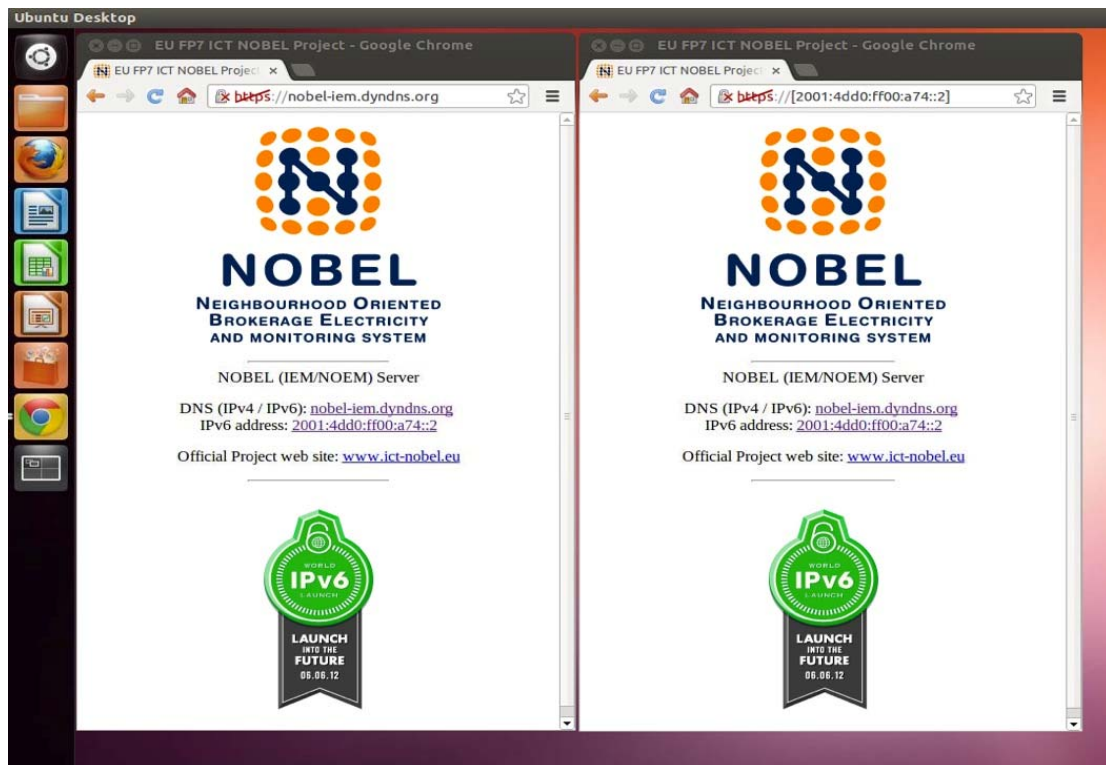 Ubuntu Desktop
EU FP7 ICT NOBEL Project - Google Chrome
EU FP7 ICT NOBEL Projec
https://nobel-iem.dyndns.org
N
NOBEL
NEIGHBOURHOOD ORIENTED
BROKERAGE ELECTRICITY
AND MONITORING SYSTEM
NOBEL (IEM/NOEM) Server
DNS (IPv4 / IPv6): nobel-iem.dyndns.org
IPv6 address: 2001:4dd0:ff00:a74::2
Official Project web site: www.ict-nobel.eu
WORLD
IPv6
LAUNCH
LAUNCH
INTO THE
FUTURE
06.06.12
EU FP7 ICT NOBEL Project - Google Chrome
EU FP7 ICT NOBEL Projec
https://[2001:4dd0:ff00:a74::2]
N
NOBEL
NEIGHBOURHOOD ORIENTED
BROKERAGE ELECTRICITY
AND MONITORING SYSTEM
NOBEL (IEM/NOEM) Server
DNS (IPv4 / IPv6): nobel-iem.dyndns.org
IPv6 address: 2001:4dd0:ff00:a74::2
Official Project web site: www.ict-nobel.eu
WORLD
IPv6
LAUNCH
LAUNCH
INTO THE
FUTURE
06.06.12